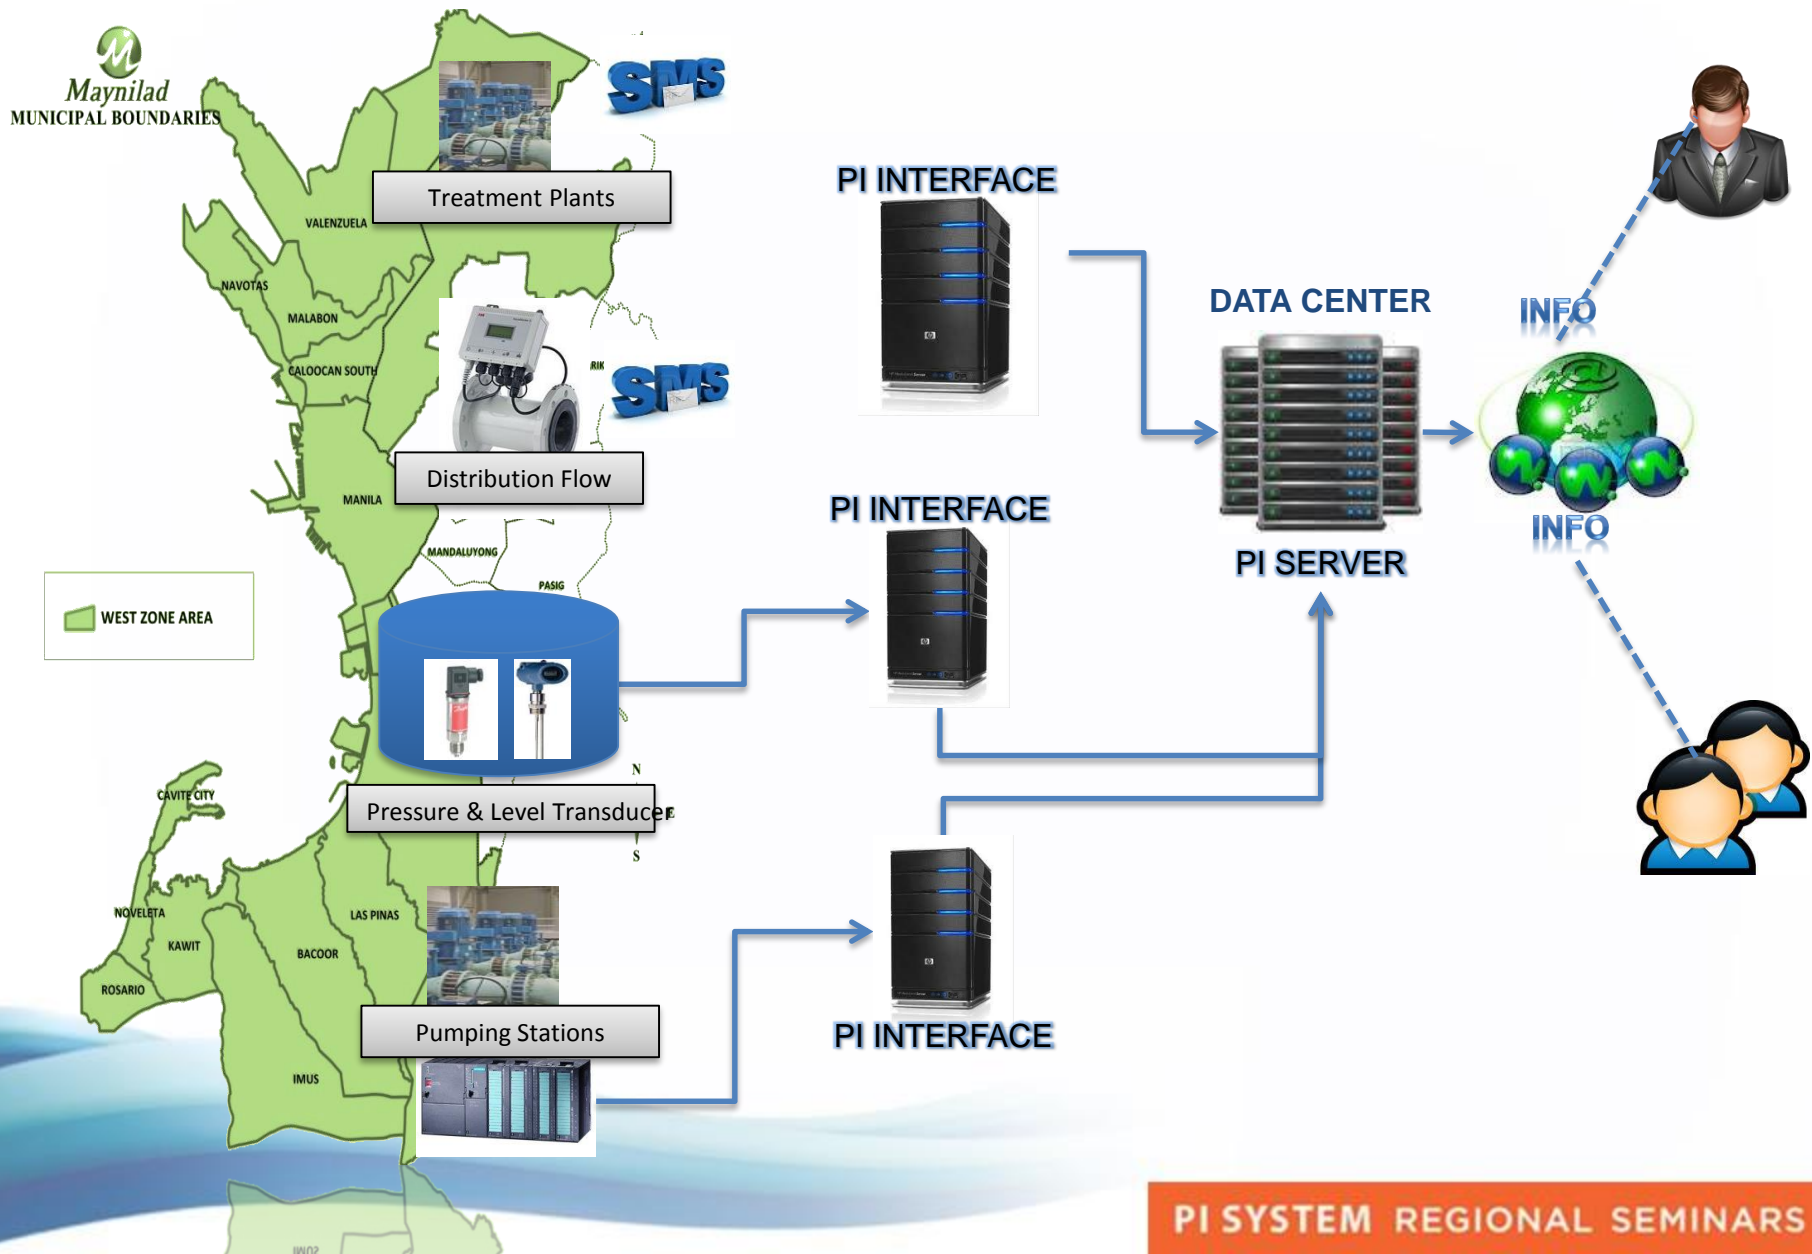 Maynilad
MUNICIPAL BOUNDARIES
SMS
Treatment Plants
PI INTERFACE
VALENZUELA
NAVOTAS
MALABON
DATA CENTER
INFO
CALOOCAN SOUTH
RIK
SMS
Distribution Flow
MANILA
PI INTERFACE
INFO
MANDALUYONG
PASIG
PI SERVER
WEST ZONE AREA
N
CAVITE CITY
Pressure & Level Transducer
E
S
NOVELETA
LAS PINAS
KAWIT
BACOOR
ROSARIO
Pumping Stations
PI INTERFACE
IMUS
PI SYSTEM REGIONAL SEMINARS